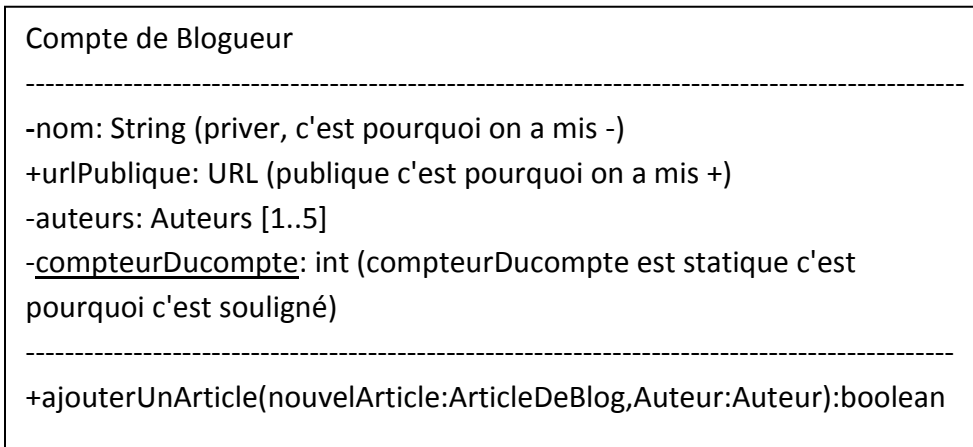 Compte de Blogueur
------------------------------------------------------------------------------------------------
-nom: String (priver, c'est pourquoi on a mis -)
+urlPublique: URL (publique c'est pourquoi on a mis +)
-auteurs: Auteurs [1..5]
-compteurDucompte: int (compteurDucompte est statique c'est
pourquoi c'est souligné)
-----------------------------------------------------------------------------------------------
+ajouterUnArticle(nouvelArticle:ArticleDeBlog,Auteur:Auteur):boolean